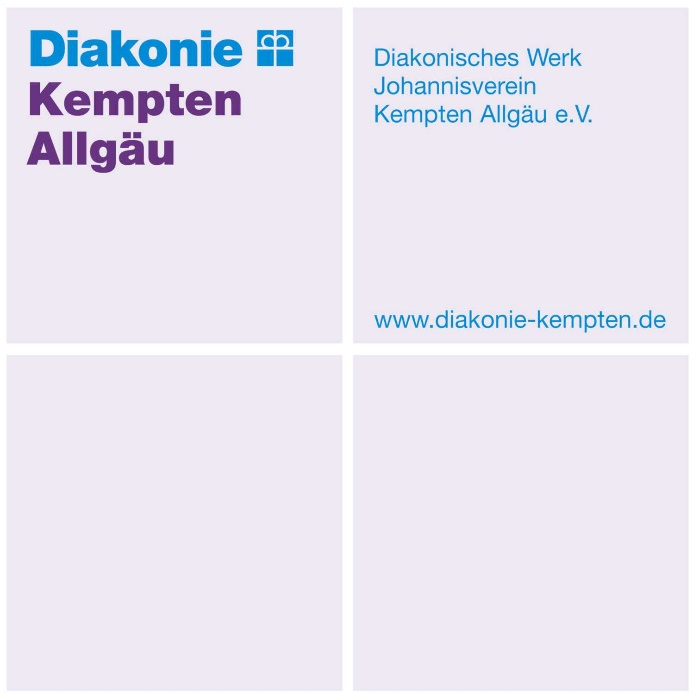 Diakonie
Kempten
Allgäu
Diakonisches Werk
Johannisverein
Kempten Allgäu e.V.
www.diakonie-kempten.de